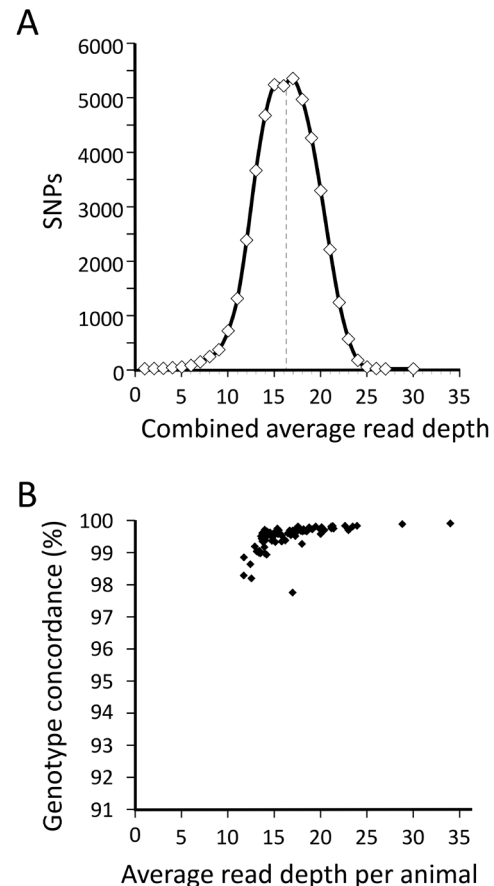 A
6000
5000
4000
3000
2000
1000
0
SNPs
0 5 10 15 20 25 30 35
Combined average read depth
B
100
99
98
97
96
95
94
93
92
91
Genotype concordance (%)
0 5 10 15 20 25 30 35
Average read depth per animal